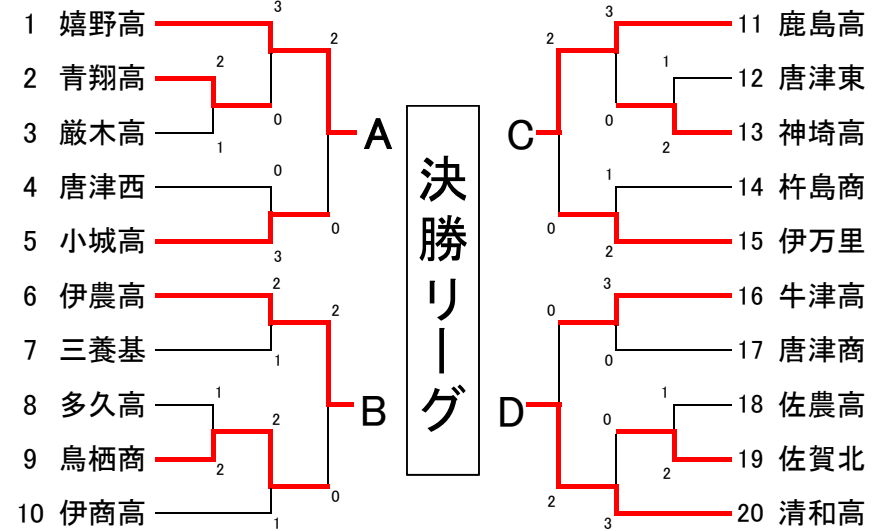 1 嬉野高
2 青翔高
3 厳木高
4 唐津西
5 小城高
6 伊農高
7 三養基
8 多久高
9 鳥栖商
10 伊商高
3
2
1
0
0
3
2
0
A
2
1
1
2
2
1
2
0
B
決勝リーグ
C
2
0
3
0
1
2
1
2
D
0
2
3
0
0
3
1
2
11 鹿島高
12 唐津東
13 神埼高
14 杵島商
15 伊万里
16 牛津高
17 唐津商
18 佐農高
19 佐賀北
20 清和高